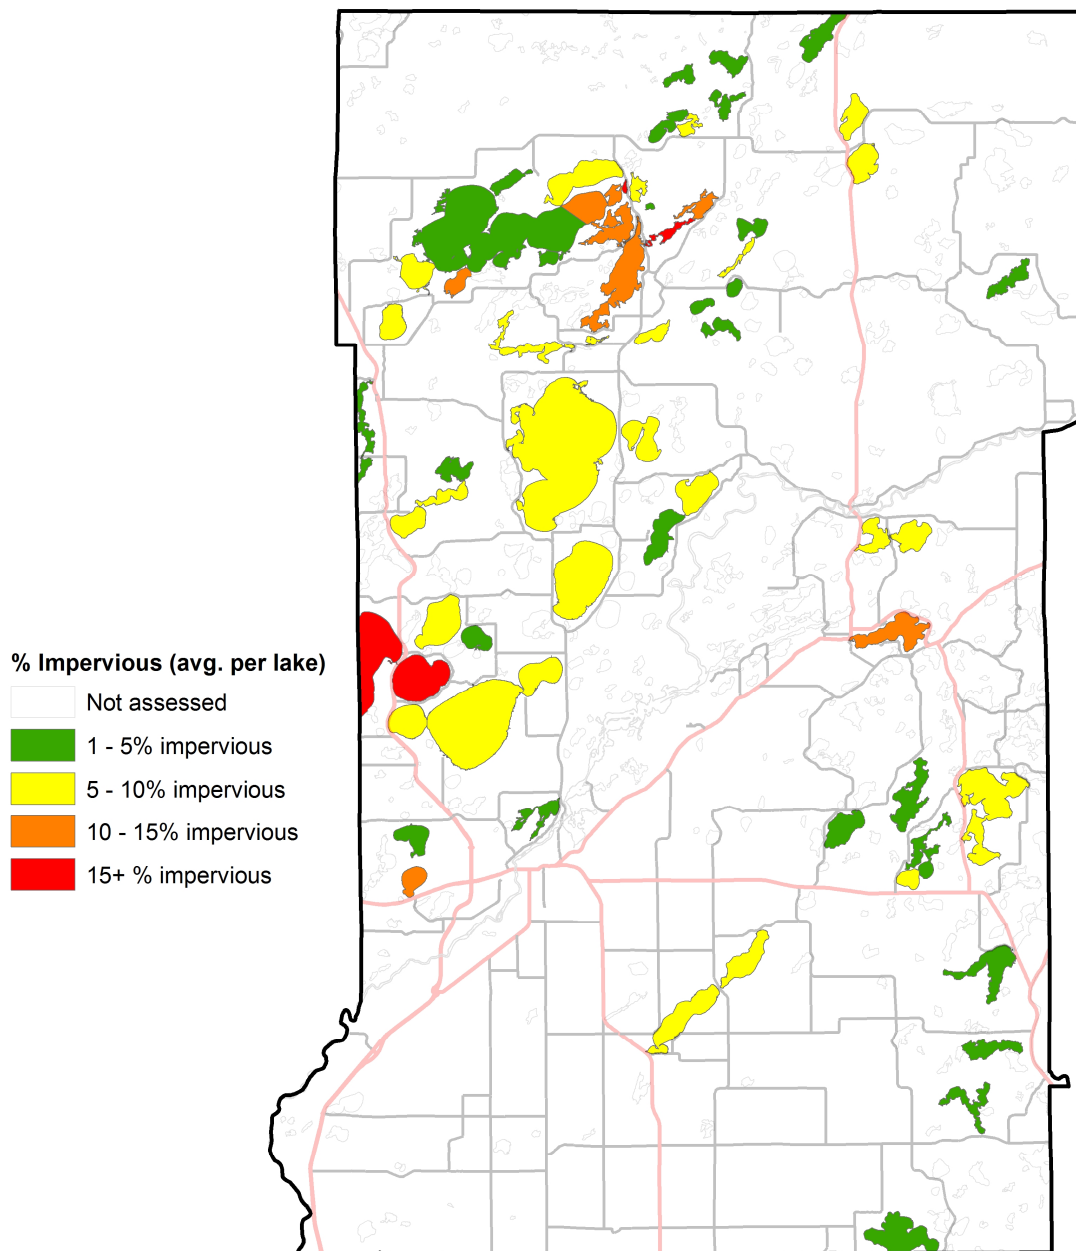 % Impervious (avg. per lake)
Not assessed
1 - 5% impervious
5 - 10% impervious
10 - 15% impervious
15+ % impervious